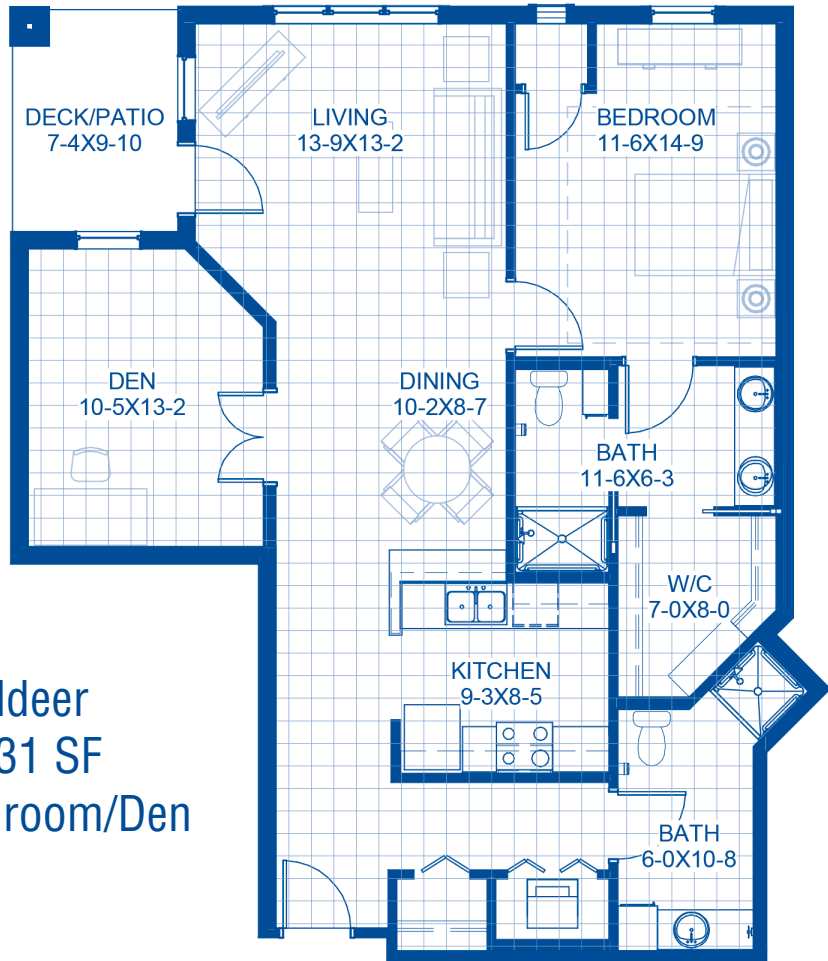 DECK/PATIO
7-4X9-10
LIVING
13-9X13-2
BEDROOM
11-6X14-9
DEN
10-5X13-2
DINING
10-2X8-7
BATH
11-6X6-3
W/C
7-0X8-0
KITCHEN
9-3X8-5
ldeer
31 SF
room/Den
BATH
6-0X10-8